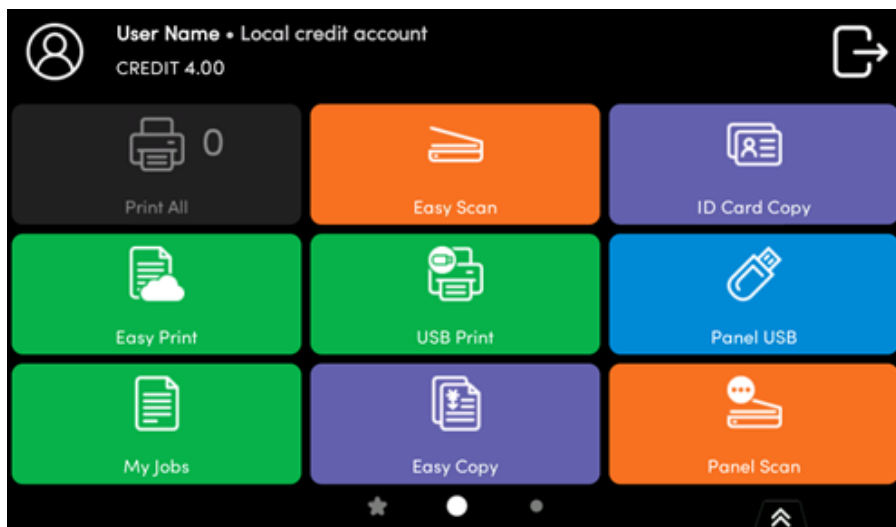 User Name • Local credit account
CREDIT 4.00
0
Print All
Easy Scan
ID Card Copy
Easy Print
USB Print
Panel USB
My Jobs
Easy Copy
Panel Scan